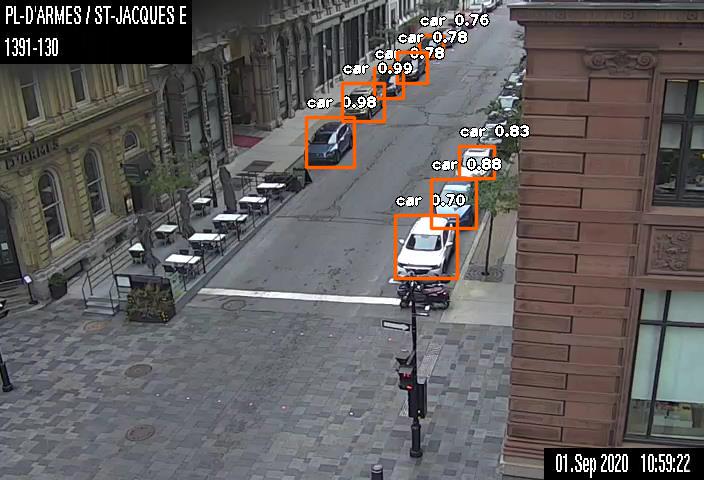 PL-D'ARMES / ST-JACQUES E
1391-130
car 0.76
car 0.78
car 0.78
car 0.99
car 0.98
car 0.83
car 0.88
car 0.70
D'ARMES
01.Sep 2020 10:59:22